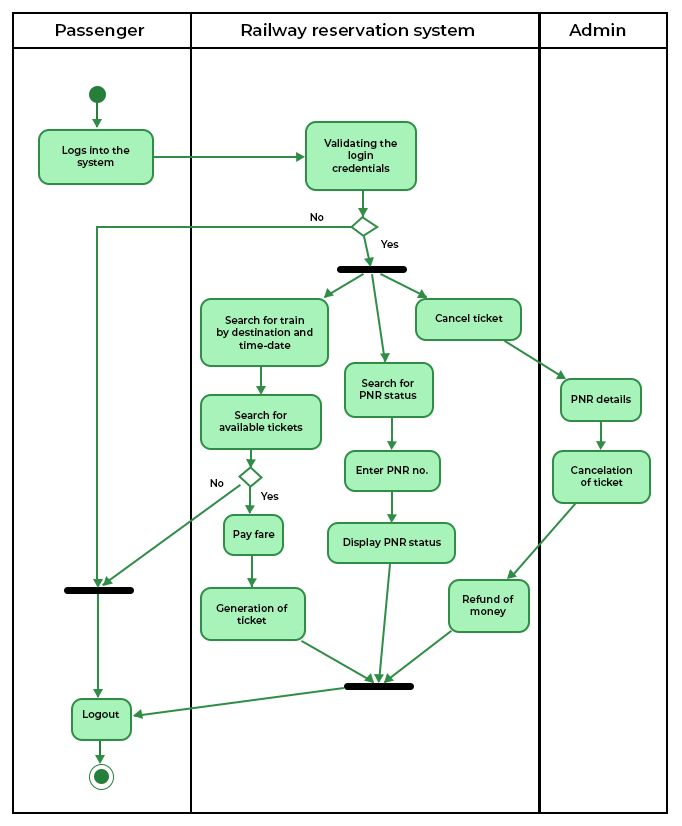 Passenger
Railway reservation system
Admin
Logs into the
system
Validating the
login
credentials
No
Yes
Search for train
by destination and
time-date
Cancel ticket
Search for
PNR status
PNR details
Search for
available tickets
Enter PNR no.
Cancelation
of ticket
No
Yes
Pay fare
Display PNR status
Generation of
ticket
Refund of
money
Logout